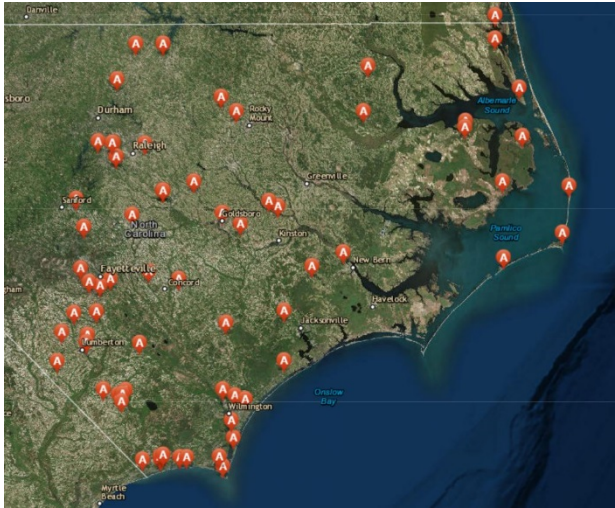 Danville
A
A
A
A
A
A
Albemarle
Sound
A
A
A
A
Rocky
Mount
Durham
A
A
A
A
A
A
A
A
Raleigh
A
A
A
A
Greenville
A
Sanford
A
A
A
A
A
Goldsboro
A
A
North
Carolina
Pamlico
Sound
A
Kinston
A
A
A
New Bern
A
Fayetteville
A
A
A
A
A
Concord
Havelock
A
A
A
A
Jacksonville
A
A
A
Lumberton
A
A
A
A
A
A
A
A
A
Onslow
Bay
Wilmington
A
A
A
A
A
A
A
A
A
Myrtle
Beach